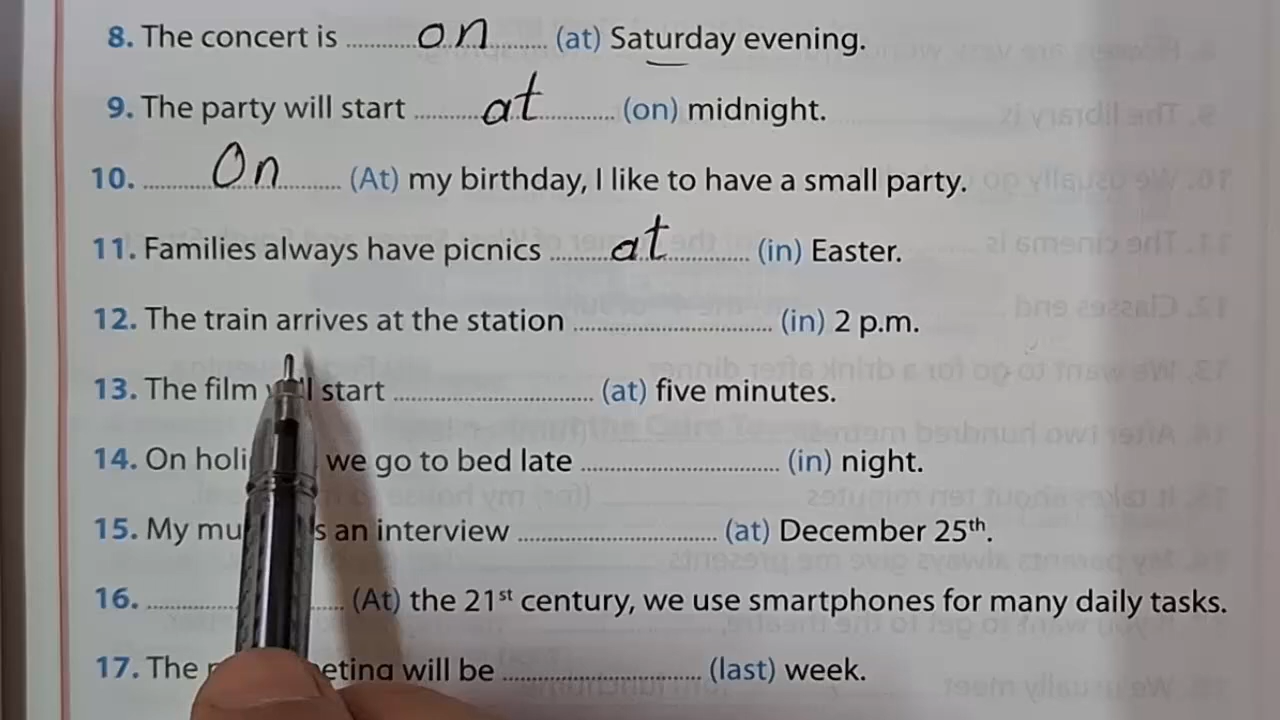 8. The concert is ........ on ........ (at) Saturday evening.
9. The party will start ........ at ........ (on) midnight.
10. ........ On ........ (At) my birthday, I like to have a small party.
11. Families always have picnics ........ at ........ (in) Easter.
12. The train arrives at the station ........................ (in) 2 p.m.
13. The film start ........................ (at) five minutes.
14. On we go to bed late ........................ (in) night.
15. My an interview ........................ (at) December 25th.
16. ........................ (At) the 21st century, we use smartphones for many daily tasks.
17. The will be ........................ (last) week.